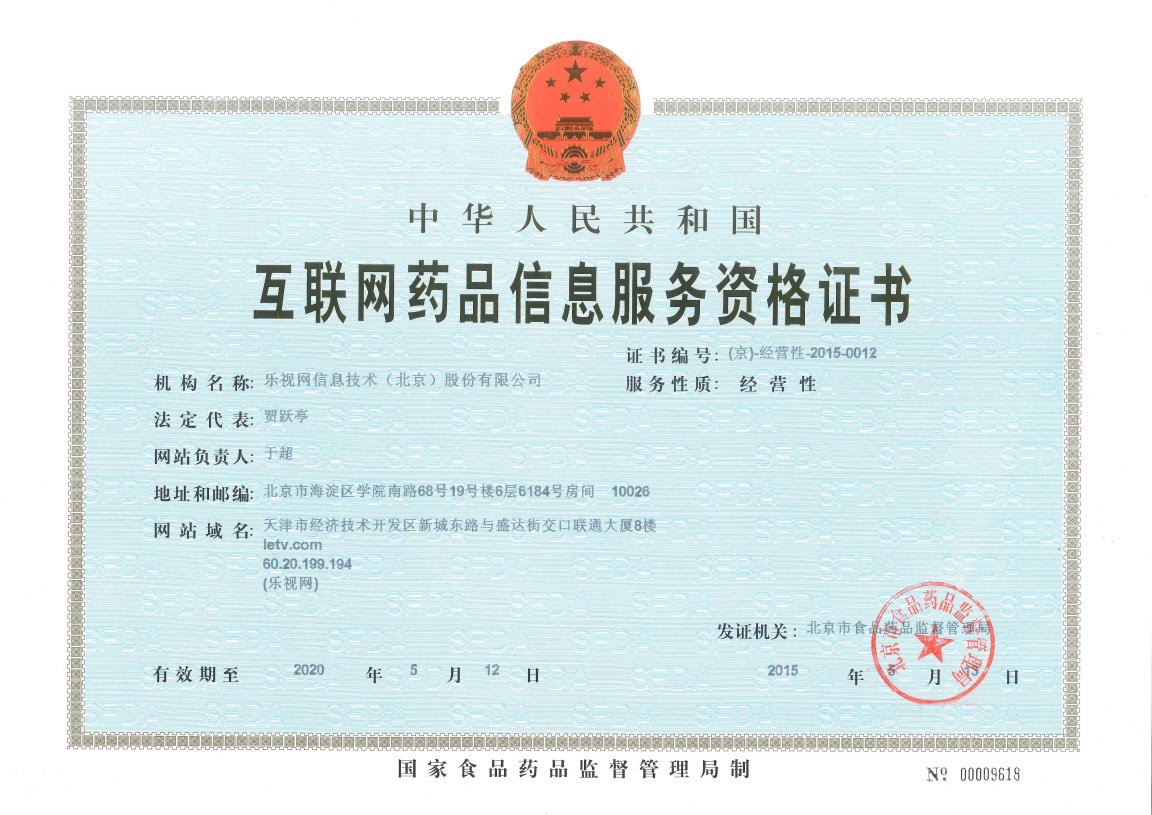 中华人民共和国
互联网药品信息服务资格证书
证书编号: (京)-经营性-2015-0012
机构名称: 乐视网信息技术（北京）股份有限公司
服务性质: 经营性
法定代表: 贾跃亭
网站负责人: 于超
地址和邮编: 北京市海淀区学院南路68号19号楼6层6184号房间 10026
网站域名: 天津市经济技术开发区新城东路与盛达街交口联通大厦8楼
letv.com
60.20.199.194
(乐视网)
发证机关: 北京市食品药品监督管理局
北京市食品药品监督管理局
有效期至 2020 年 5 月 12 日
2015 年 5 月 13 日
国家食品药品监督管理局制
Nº 00009618